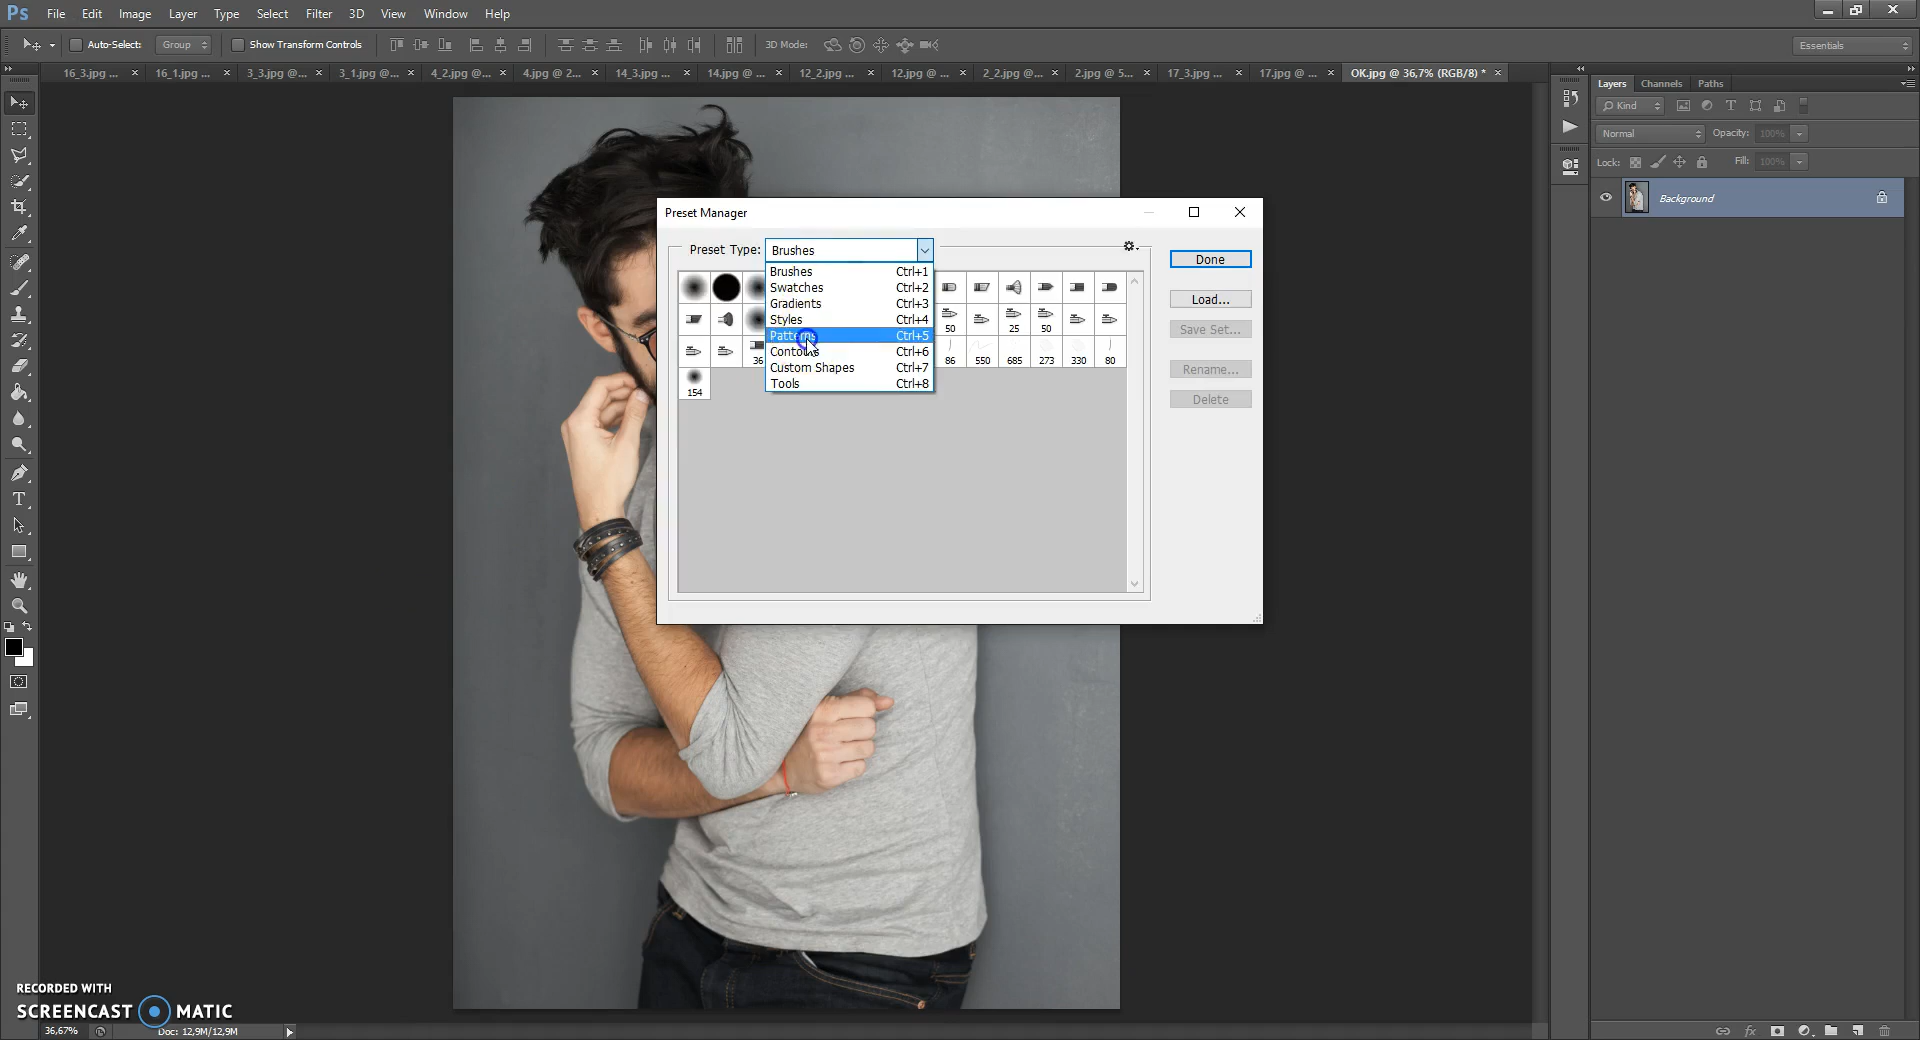 Ps File Edit Image Layer Type Select Filter 3D View Window Help
Auto-Select: Group Show Transform Controls 3D Mode: Essentials
16_3.jpg ... × 16_1.jpg ... × 3_3.jpg @... × 3_1.jpg @... × 4_2.jpg @... × 4.jpg @ 2... × 14_3.jpg ... × 14.jpg @ ... × 12_2.jpg ... × 12.jpg @ ... × 2_2.jpg @... × 2.jpg @ 5... × 17_3.jpg ... × 17.jpg @ ... × OK.jpg @ 36,7% (RGB/8) * ×
Layers Channels Paths
Kind
Normal Opacity: 100%
Lock: Fill: 100%
Background
Preset Manager
Preset Type: Brushes
Done
Load...
Save Set...
Rename...
Delete
Brushes Ctrl+1
Swatches Ctrl+2
Gradients Ctrl+3
Styles Ctrl+4
Patterns Ctrl+5
Contours Ctrl+6
Custom Shapes Ctrl+7
Tools Ctrl+8
50 25 50
36 86 550 685 273 330 80
154
RECORDED WITH
SCREENCAST MATIC
36,67% Doc: 12,9M/12,9M